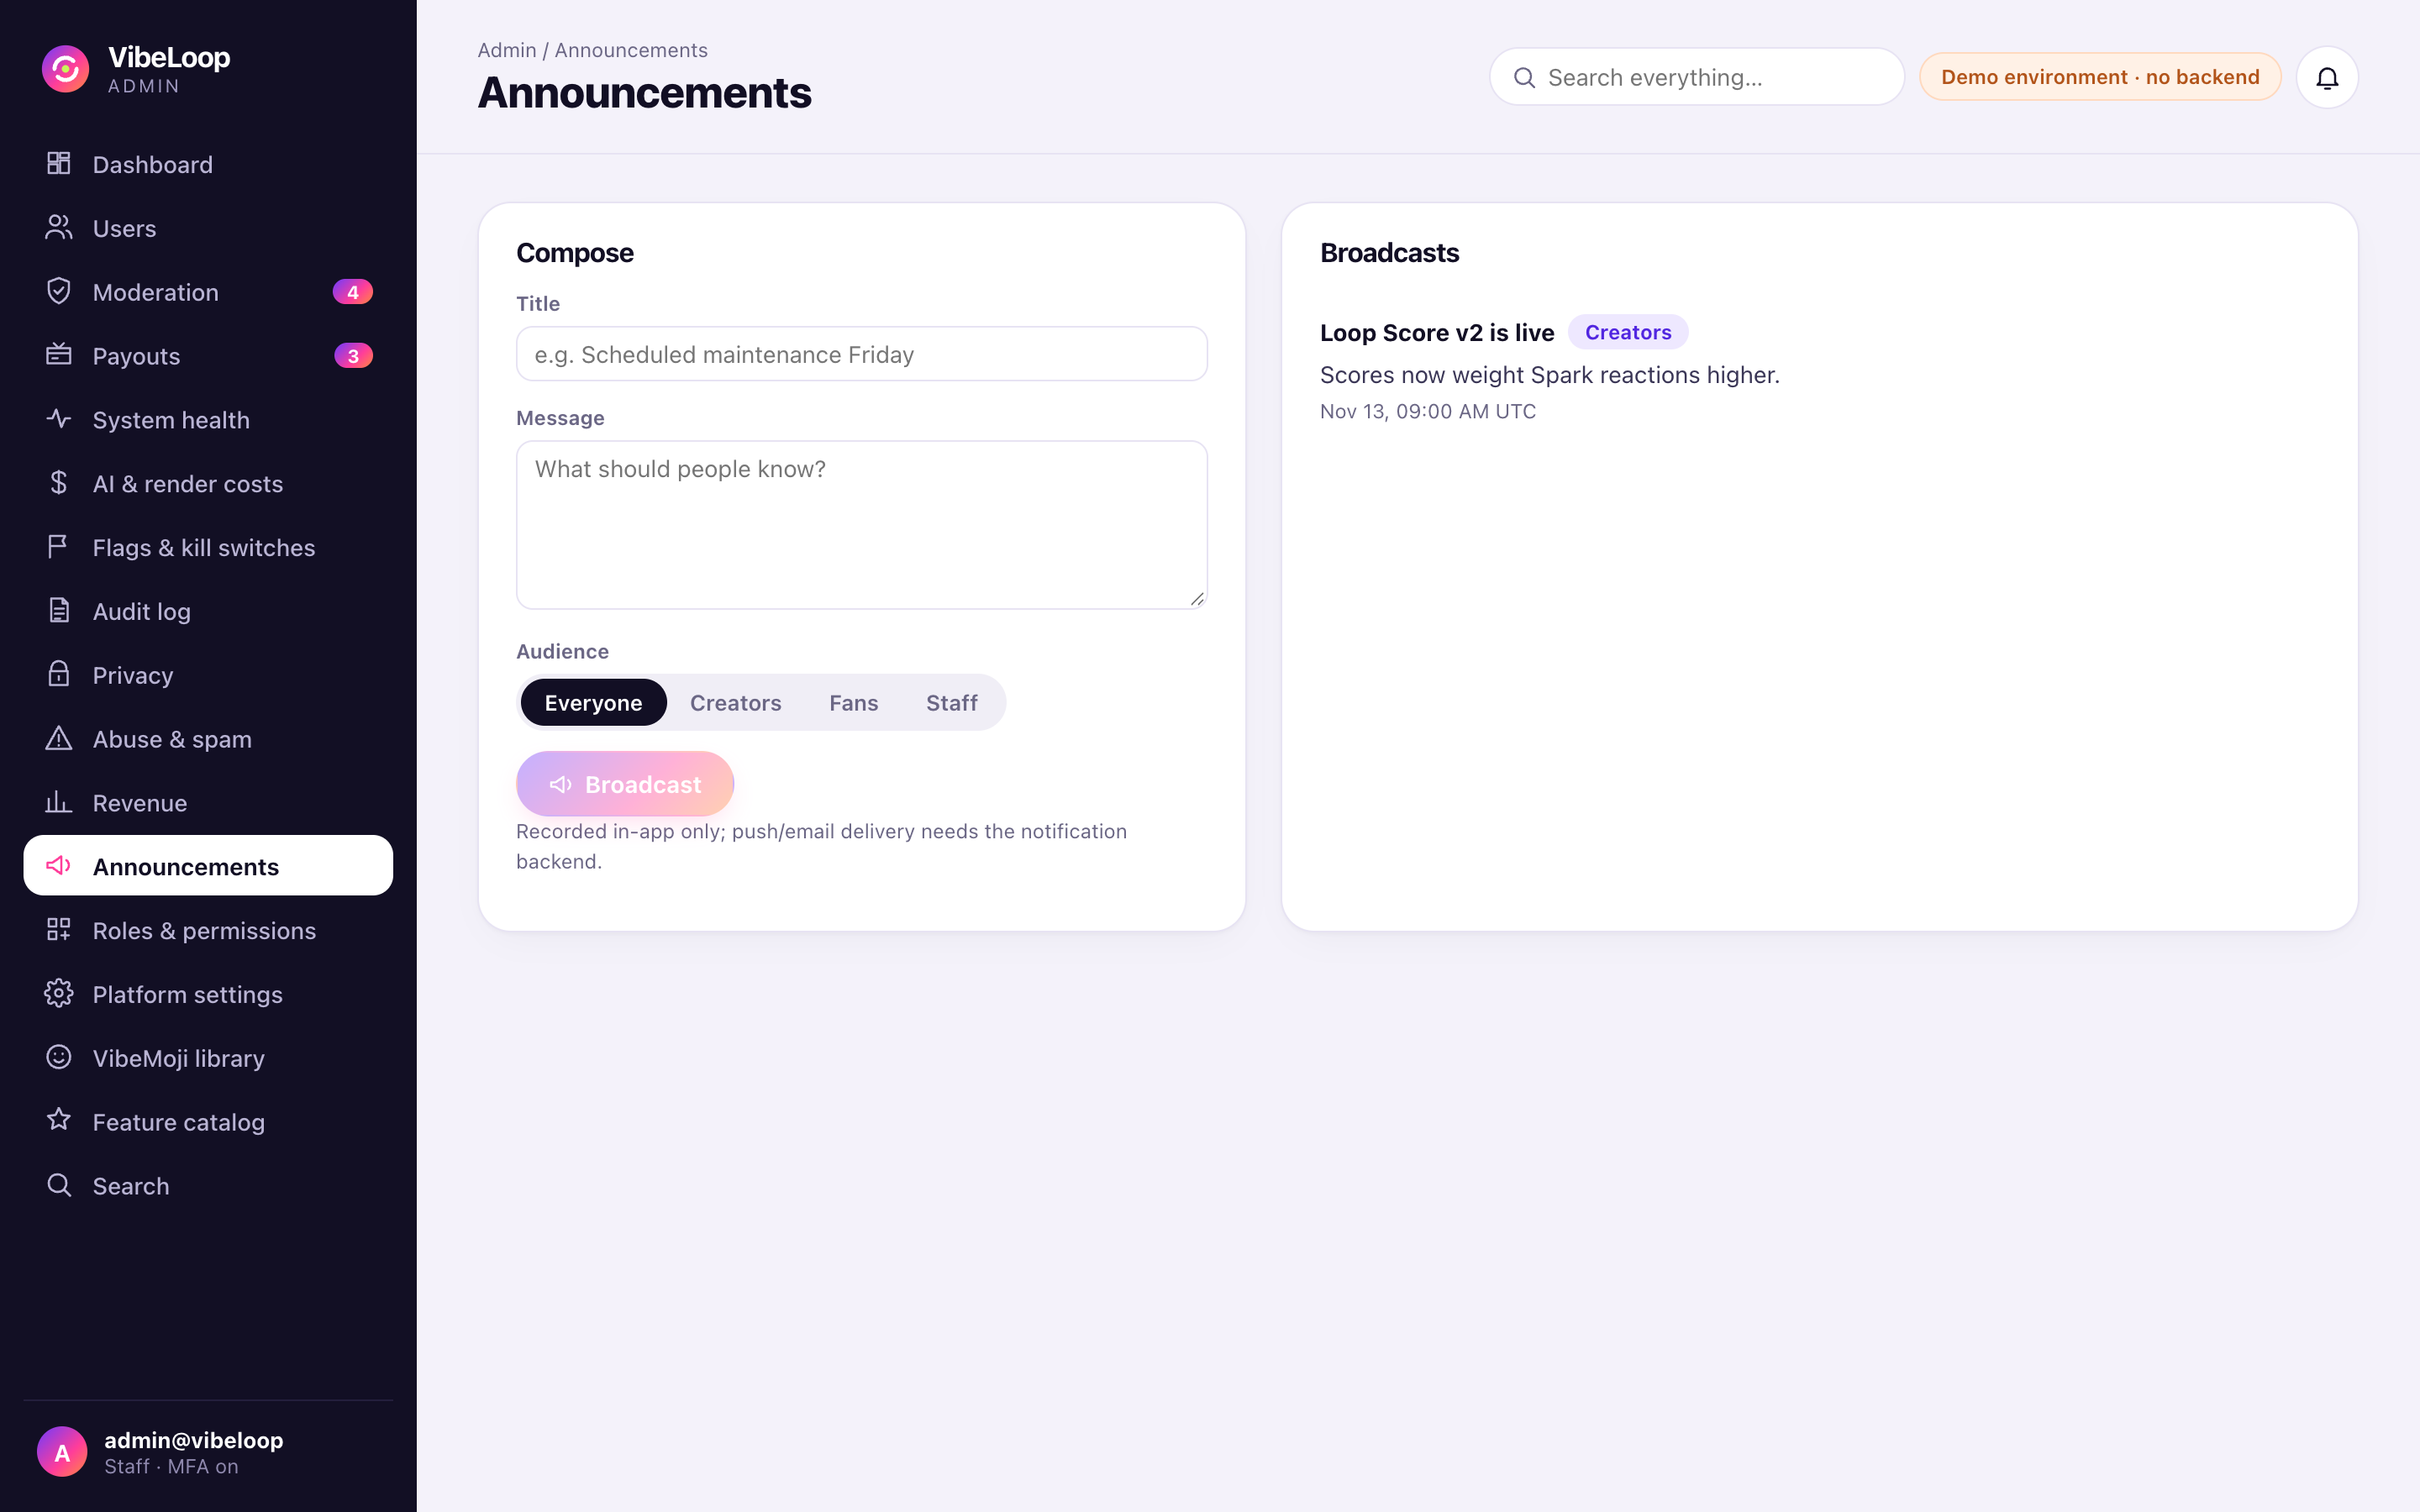 VibeLoop
ADMIN
Dashboard
Users
Moderation 4
Payouts 3
System health
AI & render costs
Flags & kill switches
Audit log
Privacy
Abuse & spam
Revenue
Announcements
Roles & permissions
Platform settings
VibeMoji library
Feature catalog
Search
A
admin@vibeloop
Staff · MFA on
Admin / Announcements
Announcements
Search everything...
Demo environment · no backend
Compose
Title
e.g. Scheduled maintenance Friday
Message
What should people know?
Audience
Everyone Creators Fans Staff
Broadcast
Recorded in-app only; push/email delivery needs the notification
backend.
Broadcasts
Loop Score v2 is live Creators
Scores now weight Spark reactions higher.
Nov 13, 09:00 AM UTC